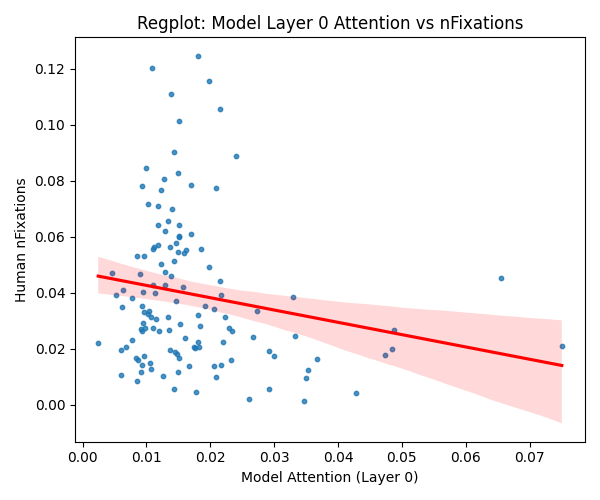 Regplot: Model Layer 0 Attention vs nFixations
Human nFixations
0.12
0.10
0.08
0.06
0.04
0.02
0.00
0.00 0.01 0.02 0.03 0.04 0.05 0.06 0.07
Model Attention (Layer 0)